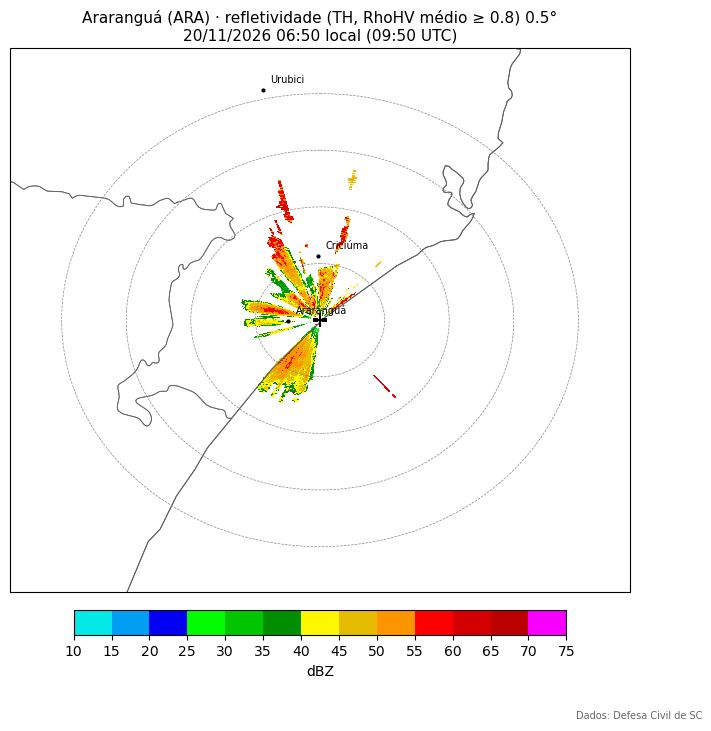 Araranguá (ARA) · refletividade (TH, RhoHV médio ≥ 0.8) 0.5°
20/11/2026 06:50 local (09:50 UTC)
Urubici
Criciúma
Araranguá
10 15 20 25 30 35 40 45 50 55 60 65 70 75
dBZ
Dados: Defesa Civil de SC